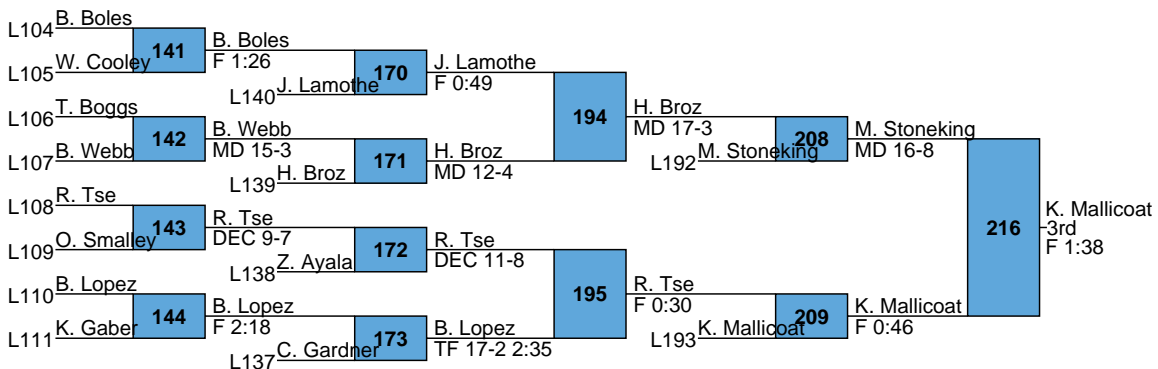 L104 B. Boles
141
L105 W. Cooley
B. Boles
F 1:26
170
L140 J. Lamothe
J. Lamothe
F 0:49
L106 T. Boggs
142
L107 B. Webb
B. Webb
MD 15-3
171
L139 H. Broz
H. Broz
MD 12-4
194
H. Broz
MD 17-3
208
L192 M. Stoneking
M. Stoneking
MD 16-8
L108 R. Tse
143
L109 O. Smalley
R. Tse
DEC 9-7
172
L138 Z. Ayala
R. Tse
DEC 11-8
L110 B. Lopez
144
L111 K. Gaber
B. Lopez
F 2:18
173
L137 C. Gardner
B. Lopez
TF 17-2 2:35
195
R. Tse
F 0:30
209
L193 K. Mallicoat
K. Mallicoat
F 0:46
216
K. Mallicoat
3rd
F 1:38